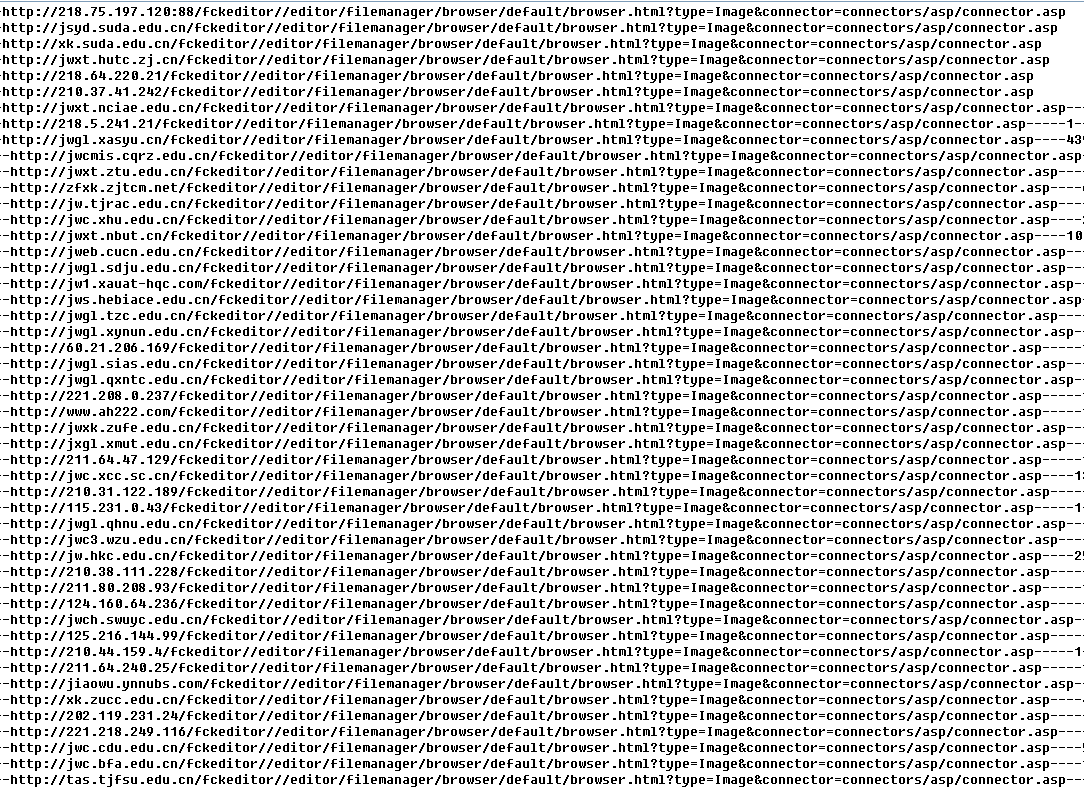 -http://218.75.197.120:88/fckeditor//editor/filemanager/browser/default/browser.html?type=Image&connector=connectors/asp/connector.asp
-http://jsyd.suda.edu.cn/fckeditor//editor/filemanager/browser/default/browser.html?type=Image&connector=connectors/asp/connector.asp
-http://xk.suda.edu.cn/fckeditor//editor/filemanager/browser/default/browser.html?type=Image&connector=connectors/asp/connector.asp
-http://jwxt.hutc.zj.cn/fckeditor//editor/filemanager/browser/default/browser.html?type=Image&connector=connectors/asp/connector.asp
-http://218.64.220.21/fckeditor//editor/filemanager/browser/default/browser.html?type=Image&connector=connectors/asp/connector.asp
-http://210.37.41.242/fckeditor//editor/filemanager/browser/default/browser.html?type=Image&connector=connectors/asp/connector.asp
-http://jwxt.nciae.edu.cn/fckeditor//editor/filemanager/browser/default/browser.html?type=Image&connector=connectors/asp/connector.asp--
-http://218.5.241.21/fckeditor//editor/filemanager/browser/default/browser.html?type=Image&connector=connectors/asp/connector.asp-----1--
-http://jwgl.xasyu.cn/fckeditor//editor/filemanager/browser/default/browser.html?type=Image&connector=connectors/asp/connector.asp----43
--http://jwcmis.cqrz.edu.cn/fckeditor//editor/filemanager/browser/default/browser.html?type=Image&connector=connectors/asp/connector.asp--
--http://jwxt.ztu.edu.cn/fckeditor//editor/filemanager/browser/default/browser.html?type=Image&connector=connectors/asp/connector.asp----
--http://zfxk.zjtcm.net/fckeditor//editor/filemanager/browser/default/browser.html?type=Image&connector=connectors/asp/connector.asp----
--http://jw.tjrac.edu.cn/fckeditor//editor/filemanager/browser/default/browser.html?type=Image&connector=connectors/asp/connector.asp----
--http://jwc.xhu.edu.cn/fckeditor//editor/filemanager/browser/default/browser.html?type=Image&connector=connectors/asp/connector.asp----
--http://jwxt.nbut.cn/fckeditor//editor/filemanager/browser/default/browser.html?type=Image&connector=connectors/asp/connector.asp----10
--http://jweb.cucn.edu.cn/fckeditor//editor/filemanager/browser/default/browser.html?type=Image&connector=connectors/asp/connector.asp---
--http://jwgl.sdju.edu.cn/fckeditor//editor/filemanager/browser/default/browser.html?type=Image&connector=connectors/asp/connector.asp---
--http://jw1.xauat-hqc.com/fckeditor//editor/filemanager/browser/default/browser.html?type=Image&connector=connectors/asp/connector.asp--
--http://jws.hebiace.edu.cn/fckeditor//editor/filemanager/browser/default/browser.html?type=Image&connector=connectors/asp/connector.asp--
--http://jwgl.tzc.edu.cn/fckeditor//editor/filemanager/browser/default/browser.html?type=Image&connector=connectors/asp/connector.asp----
--http://jwgl.xynun.edu.cn/fckeditor//editor/filemanager/browser/default/browser.html?type=Image&connector=connectors/asp/connector.asp--
--http://60.21.206.169/fckeditor//editor/filemanager/browser/default/browser.html?type=Image&connector=connectors/asp/connector.asp-----
--http://jwgl.sias.edu.cn/fckeditor//editor/filemanager/browser/default/browser.html?type=Image&connector=connectors/asp/connector.asp---
--http://jwgl.qxntc.edu.cn/fckeditor//editor/filemanager/browser/default/browser.html?type=Image&connector=connectors/asp/connector.asp--
--http://221.208.0.237/fckeditor//editor/filemanager/browser/default/browser.html?type=Image&connector=connectors/asp/connector.asp-----
--http://www.ah222.com/fckeditor//editor/filemanager/browser/default/browser.html?type=Image&connector=connectors/asp/connector.asp-----
--http://jwxk.zufe.edu.cn/fckeditor//editor/filemanager/browser/default/browser.html?type=Image&connector=connectors/asp/connector.asp---
--http://jxgl.xmut.edu.cn/fckeditor//editor/filemanager/browser/default/browser.html?type=Image&connector=connectors/asp/connector.asp---
--http://211.64.47.129/fckeditor//editor/filemanager/browser/default/browser.html?type=Image&connector=connectors/asp/connector.asp-----
--http://jwc.xcc.sc.cn/fckeditor//editor/filemanager/browser/default/browser.html?type=Image&connector=connectors/asp/connector.asp----1
--http://210.31.122.189/fckeditor//editor/filemanager/browser/default/browser.html?type=Image&connector=connectors/asp/connector.asp----
--http://115.231.0.43/fckeditor//editor/filemanager/browser/default/browser.html?type=Image&connector=connectors/asp/connector.asp-----1-
--http://jwgl.qhnu.edu.cn/fckeditor//editor/filemanager/browser/default/browser.html?type=Image&connector=connectors/asp/connector.asp---
--http://jwc3.wzu.edu.cn/fckeditor//editor/filemanager/browser/default/browser.html?type=Image&connector=connectors/asp/connector.asp----
--http://jw.hkc.edu.cn/fckeditor//editor/filemanager/browser/default/browser.html?type=Image&connector=connectors/asp/connector.asp----25
--http://210.38.111.228/fckeditor//editor/filemanager/browser/default/browser.html?type=Image&connector=connectors/asp/connector.asp----
--http://211.80.208.93/fckeditor//editor/filemanager/browser/default/browser.html?type=Image&connector=connectors/asp/connector.asp-----
--http://124.160.64.236/fckeditor//editor/filemanager/browser/default/browser.html?type=Image&connector=connectors/asp/connector.asp----
--http://jwch.swuyc.edu.cn/fckeditor//editor/filemanager/browser/default/browser.html?type=Image&connector=connectors/asp/connector.asp--
--http://125.216.144.99/fckeditor//editor/filemanager/browser/default/browser.html?type=Image&connector=connectors/asp/connector.asp----
--http://210.44.159.4/fckeditor//editor/filemanager/browser/default/browser.html?type=Image&connector=connectors/asp/connector.asp-----1-
--http://211.64.240.25/fckeditor//editor/filemanager/browser/default/browser.html?type=Image&connector=connectors/asp/connector.asp-----
--http://jiaowu.ynnubs.com/fckeditor//editor/filemanager/browser/default/browser.html?type=Image&connector=connectors/asp/connector.asp--
--http://xk.zucc.edu.cn/fckeditor//editor/filemanager/browser/default/browser.html?type=Image&connector=connectors/asp/connector.asp----
--http://202.119.231.24/fckeditor//editor/filemanager/browser/default/browser.html?type=Image&connector=connectors/asp/connector.asp----
--http://221.218.249.116/fckeditor//editor/filemanager/browser/default/browser.html?type=Image&connector=connectors/asp/connector.asp----
--http://jwc.cdu.edu.cn/fckeditor//editor/filemanager/browser/default/browser.html?type=Image&connector=connectors/asp/connector.asp----
--http://jwc.bfa.edu.cn/fckeditor//editor/filemanager/browser/default/browser.html?type=Image&connector=connectors/asp/connector.asp----
--http://tas.tjfsu.edu.cn/fckeditor//editor/filemanager/browser/default/browser.html?type=Image&connector=connectors/asp/connector.asp---